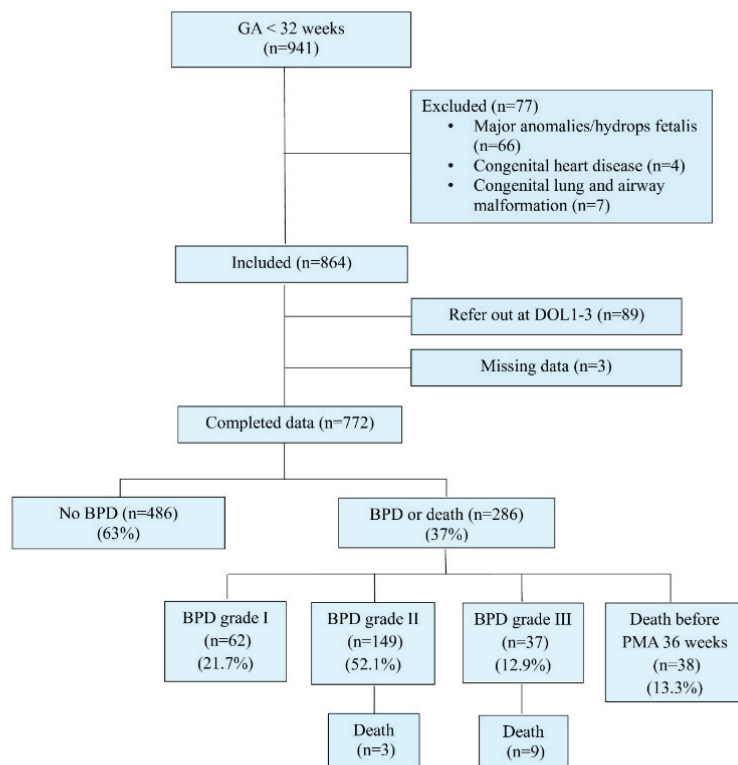 GA < 32 weeks
(n=941)
Excluded (n=77)
• Major anomalies/hydrops fetalis
(n=66)
• Congenital heart disease (n=4)
• Congenital lung and airway
malformation (n=7)
Included (n=864)
Refer out at DOL1-3 (n=89)
Missing data (n=3)
Completed data (n=772)
No BPD (n=486)
(63%)
BPD or death (n=286)
(37%)
BPD grade I
(n=62)
(21.7%)
BPD grade II
(n=149)
(52.1%)
BPD grade III
(n=37)
(12.9%)
Death before
PMA 36 weeks
(n=38)
(13.3%)
Death
(n=3)
Death
(n=9)